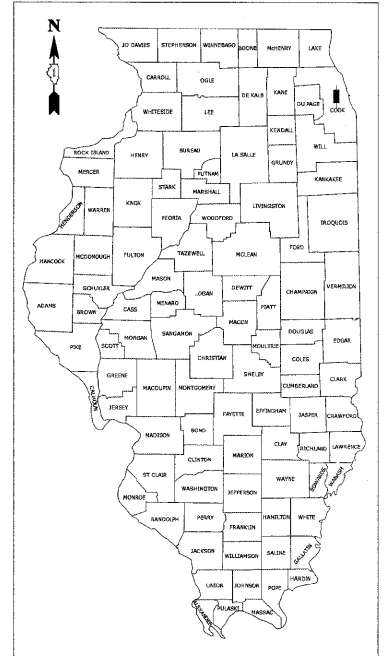 N
JO DAVIES STEPHENSON WINNEBAGO BOONE McHENRY LAKE
CARROLL OGLE DE KALB KANE COOK
DU PAGE
WHITESIDE LEE
KENDALL WILL
ROCK ISLAND HENRY BUREAU LA SALLE GRUNDY
MERCER PUTNAM KANKAKEE
STARK MARSHALL
HENDERSON WARREN KNOX PEORIA WOODFORD LIVINGSTON IROQUOIS
FORD
HANCOCK MCDONOUGH FULTON TAZEWELL MCLEAN
MASON
SCHUYLER LOGAN DEWITT CHAMPAIGN VERMILION
ADAMS BROWN CASS MENARD PIATT
MACON
PIKE SCOTT MORGAN SANGAMON DOUGLAS EDGAR
CHRISTIAN MOULTRIE COLES
GREENE SHELBY CLARK
CALHOUN JERSEY MACOUPIN MONTGOMERY CUMBERLAND
FAYETTE EFFINGHAM JASPER CRAWFORD
MADISON BOND
CLAY RICHLAND LAWRENCE
CLINTON MARION
ST CLAIR WAYNE EDWARDS WABASH
WASHINGTON JEFFERSON
MONROE
RANDOLPH PERRY HAMILTON WHITE
FRANKLIN
JACKSON WILLIAMSON SALINE GALLATIN
UNION JOHNSON POPE HARDIN
ALEXANDER PULASKI MASSAC